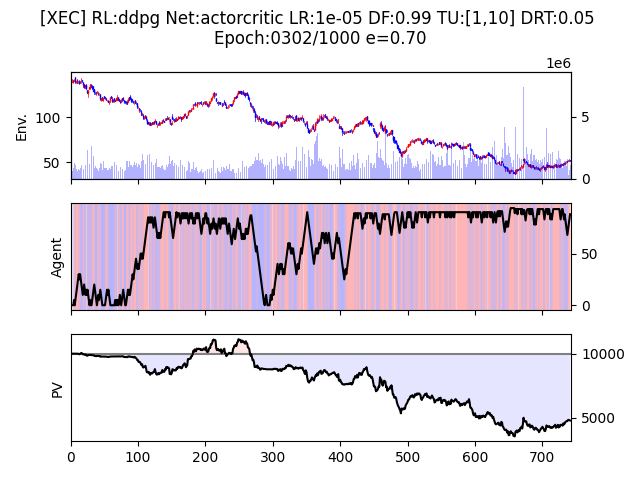 [XEC] RL:ddpg Net:actorcritic LR:1e-05 DF:0.99 TU:[1,10] DRT:0.05
Epoch:0302/1000 e=0.70
1e6
Env.
100
50
5
0
Agent
50
0
PV
10000
5000
0 100 200 300 400 500 600 700